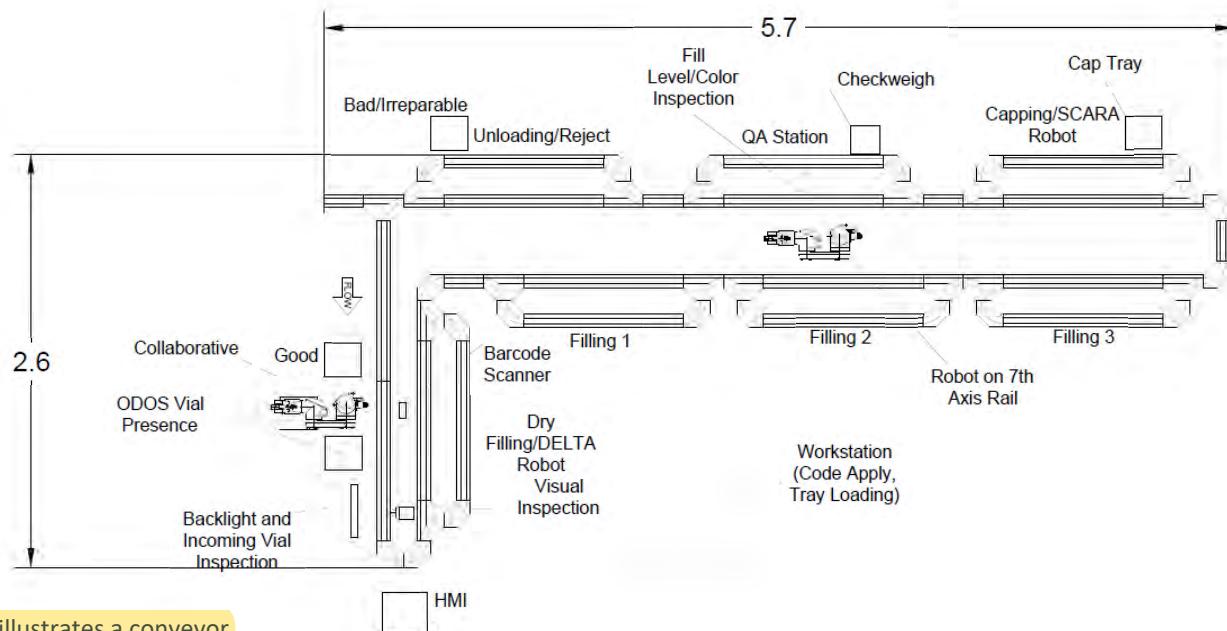 5.7
Fill
Level/Color
Inspection
Checkweigh
Cap Tray
Bad/Irreparable
Unloading/Reject
QA Station
Capping/SCARA
Robot
2.6
FLOW
Collaborative
Good
ODOS Vial
Presence
Backlight and
Incoming Vial
Inspection
Barcode
Scanner
Dry
Filling/DELTA
Robot
Visual
Inspection
Filling 1
Filling 2
Filling 3
Robot on 7th
Axis Rail
Workstation
(Code Apply,
Tray Loading)
HMI
illustrates a conveyor